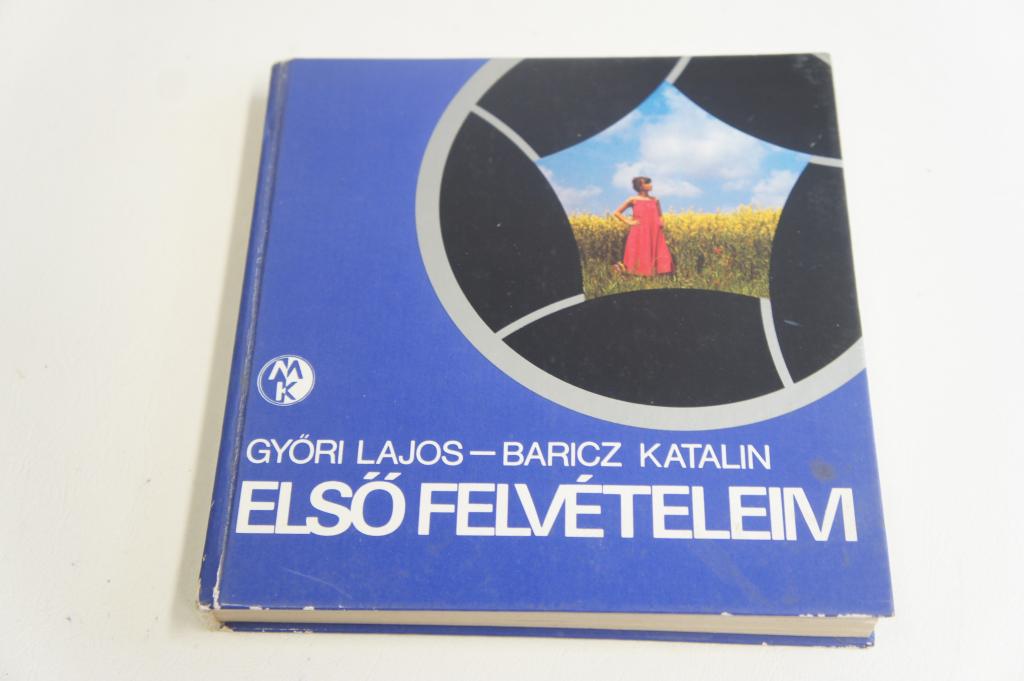 MK
GYŐRI LAJOS – BARICZ KATALIN
ELSŐ FELVÉTELEIM